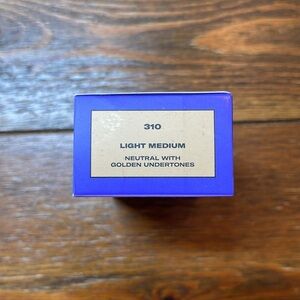 310
LIGHT MEDIUM
NEUTRAL WITH
GOLDEN UNDERTONES